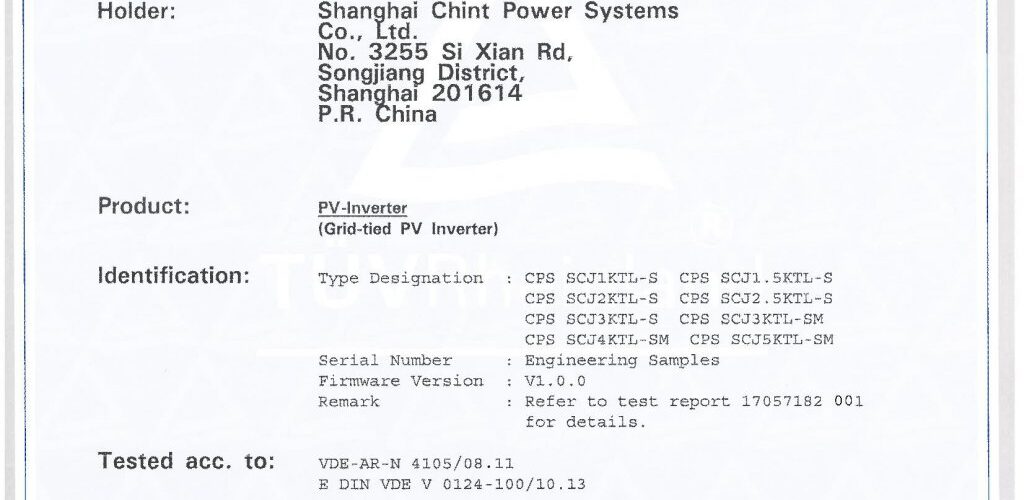 Holder: Shanghai Chint Power Systems
Co., Ltd.
No. 3255 Si Xian Rd,
Songjiang District,
Shanghai 201614
P.R. China
Product: PV-Inverter
(Grid-tied PV Inverter)
Identification: Type Designation : CPS SCJ1KTL-S CPS SCJ1.5KTL-S
CPS SCJ2KTL-S CPS SCJ2.5KTL-S
CPS SCJ3KTL-S CPS SCJ3KTL-SM
CPS SCJ4KTL-SM CPS SCJ5KTL-SM
Serial Number : Engineering Samples
Firmware Version : V1.0.0
Remark : Refer to test report 17057182 001
for details.
Tested acc. to: VDE-AR-N 4105/08.11
E DIN VDE V 0124-100/10.13